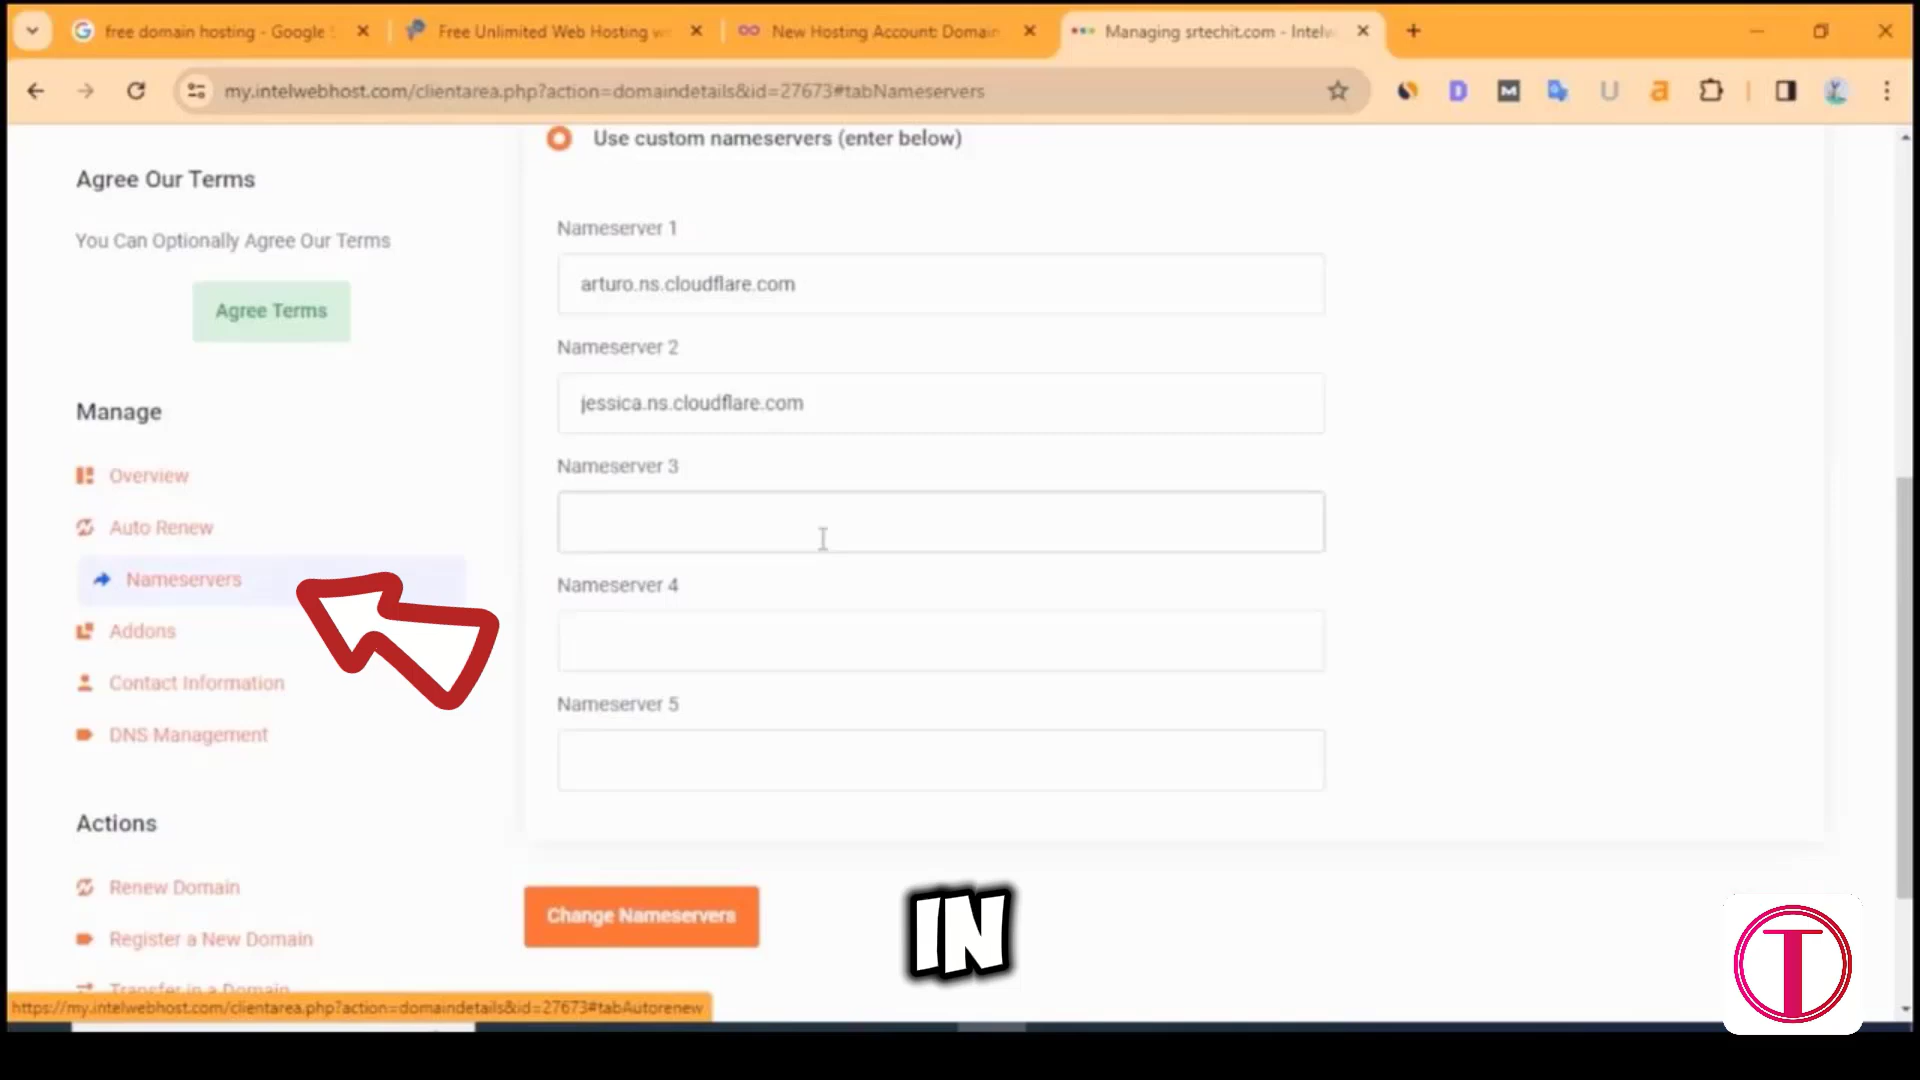 free domain hosting - Google
Free Unlimited Web Hosting w
New Hosting Account: Domain
Managing srtechit.com - Intelw
my.intelwebhost.com/clientarea.php?action=domaindetails&id=27673#tabNameservers
Use custom nameservers (enter below)
Agree Our Terms
You Can Optionally Agree Our Terms
Agree Terms
Nameserver 1
arturo.ns.cloudflare.com
Nameserver 2
jessica.ns.cloudflare.com
Nameserver 3
Nameserver 4
Nameserver 5
Manage
Overview
Auto Renew
Nameservers
Addons
Contact Information
DNS Management
Actions
Renew Domain
Register a New Domain
Transfer in a Domain
Change Nameservers
IN
T
https://my.intelwebhost.com/clientarea.php?action=domaindetails&id=27673#tabAutorenew